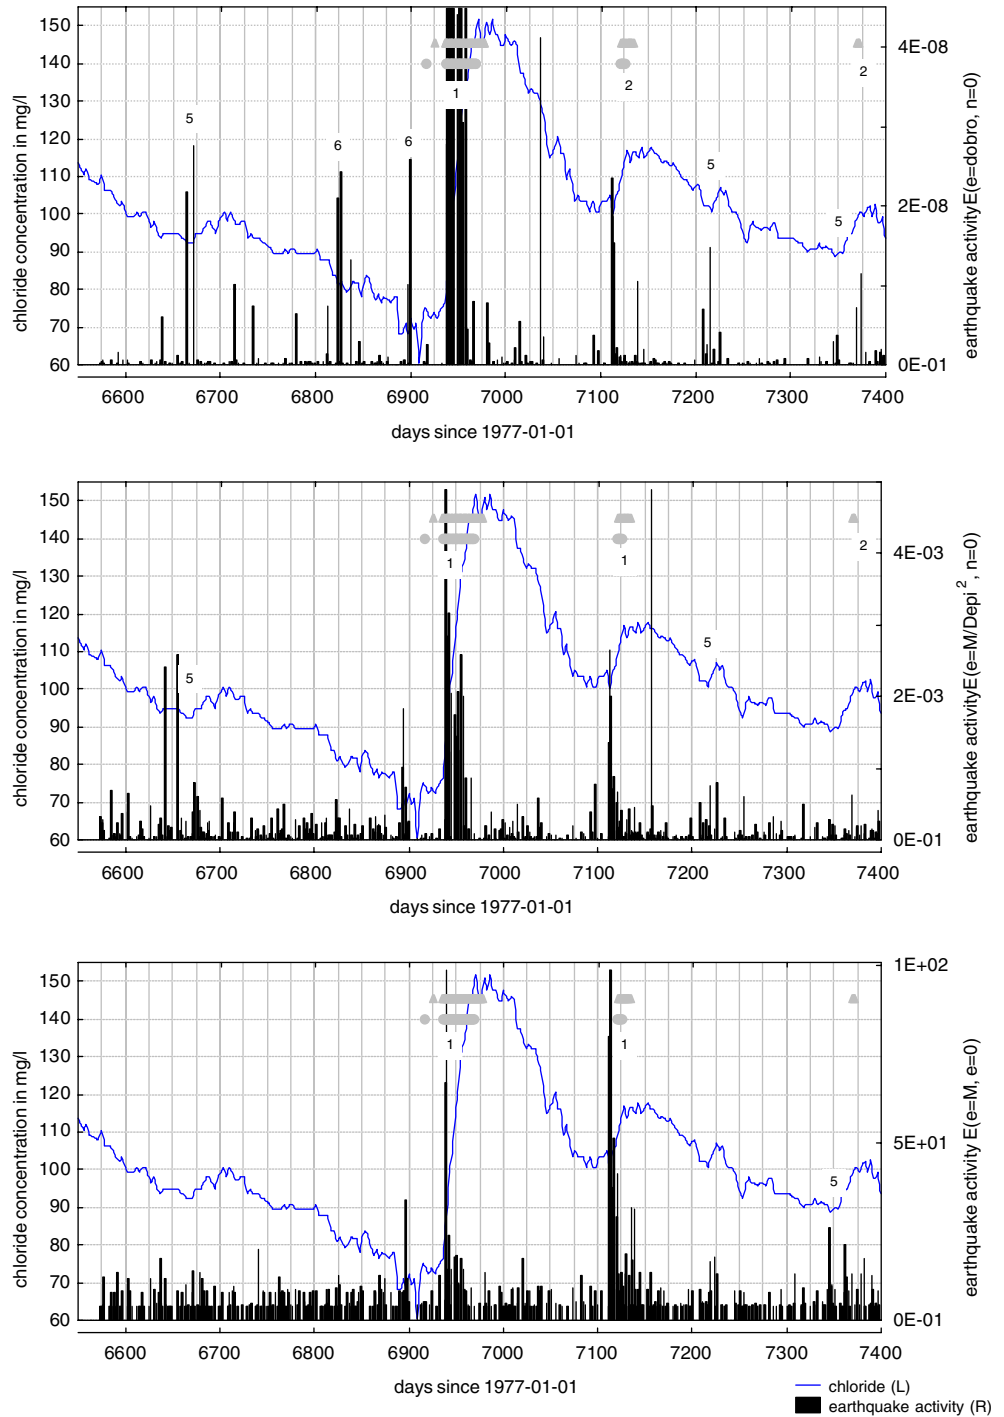 150
140
130
120
110
100
90
80
70
60
chloride concentration in mg/l
4E-08
2E-08
0E-01
earthquake activity E(e=dobro, n=0)
5
6
6
1
2
2
5
5
6600 6700 6800 6900 7000 7100 7200 7300 7400
days since 1977-01-01
150
140
130
120
110
100
90
80
70
60
chloride concentration in mg/l
4E-03
2E-03
0E-01
earthquake activityE(e=M/Depi², n=0)
1
1
2
5
5
6600 6700 6800 6900 7000 7100 7200 7300 7400
days since 1977-01-01
150
140
130
120
110
100
90
80
70
60
chloride concentration in mg/l
1E+02
5E+01
0E-01
earthquake activity E(e=M, e=0)
1
1
5
6600 6700 6800 6900 7000 7100 7200 7300 7400
days since 1977-01-01
chloride (L)
earthquake activity (R)